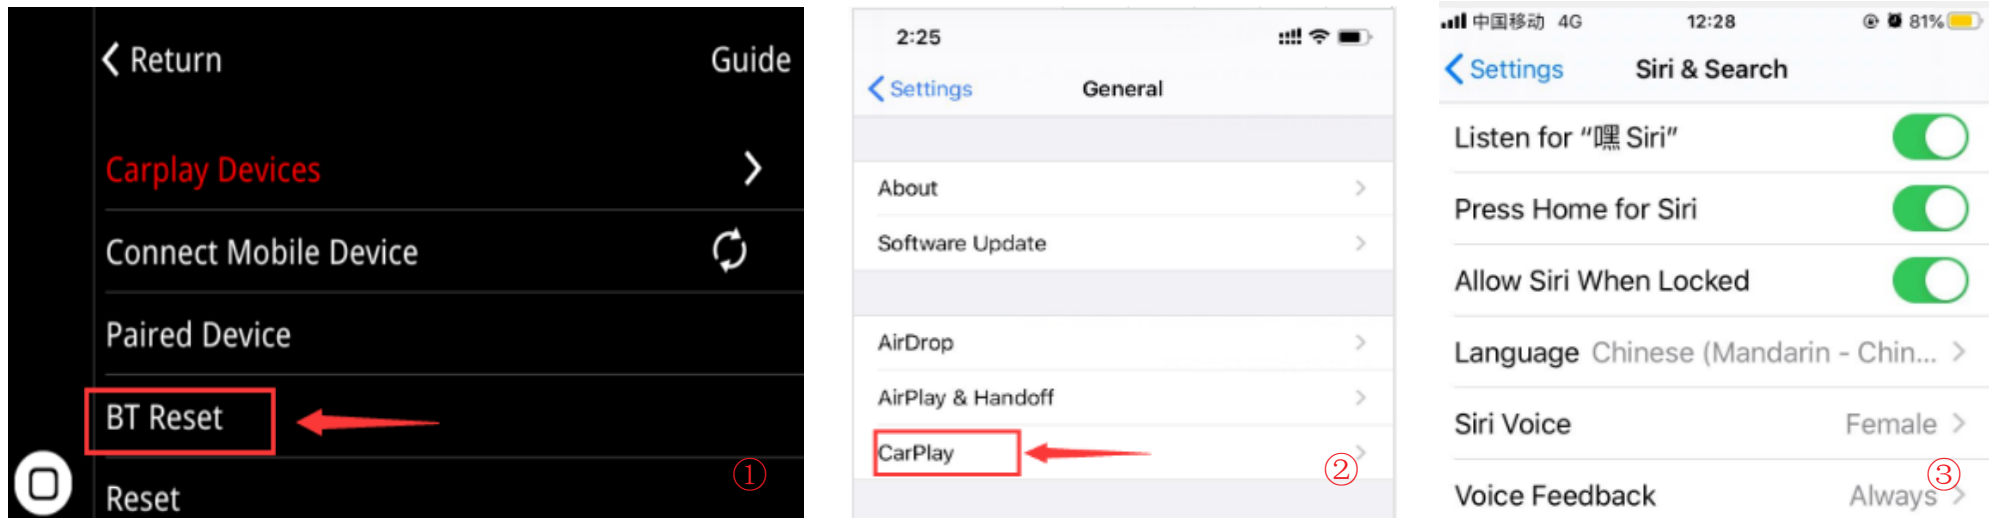 Return
Guide
Carplay Devices
Connect Mobile Device
Paired Device
BT Reset
Reset
①
2:25
Settings
General
About
Software Update
AirDrop
AirPlay & Handoff
CarPlay
②
中国移动 4G
12:28
81%
Settings
Siri & Search
Listen for “嘿 Siri”
Press Home for Siri
Allow Siri When Locked
Language Chinese (Mandarin - Chin...
Siri Voice Female
Voice Feedback Always
③